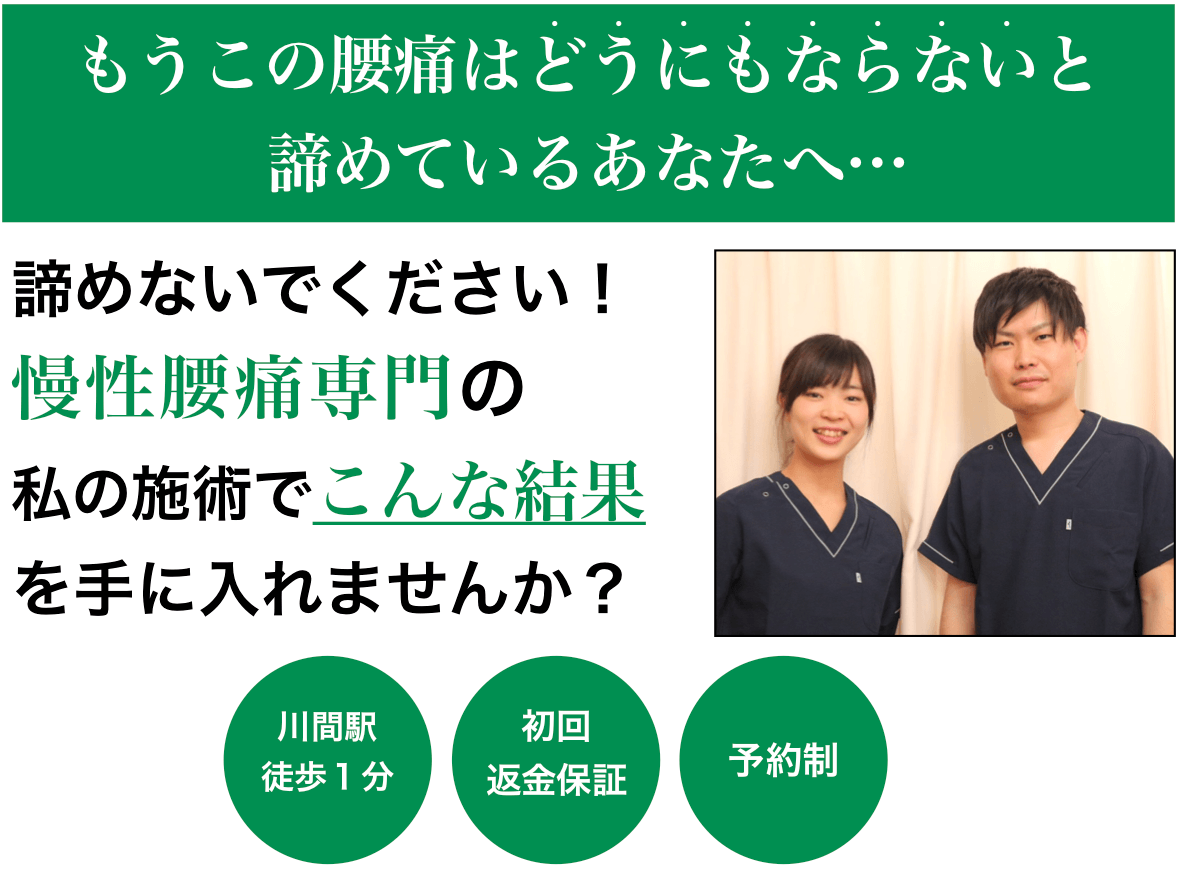 もうこの腰痛はどうにもならないと
諦めているあなたへ…
諦めないでください！
慢性腰痛専門の
私の施術でこんな結果
を手に入れませんか？
川間駅
徒歩１分
初回
返金保証
予約制